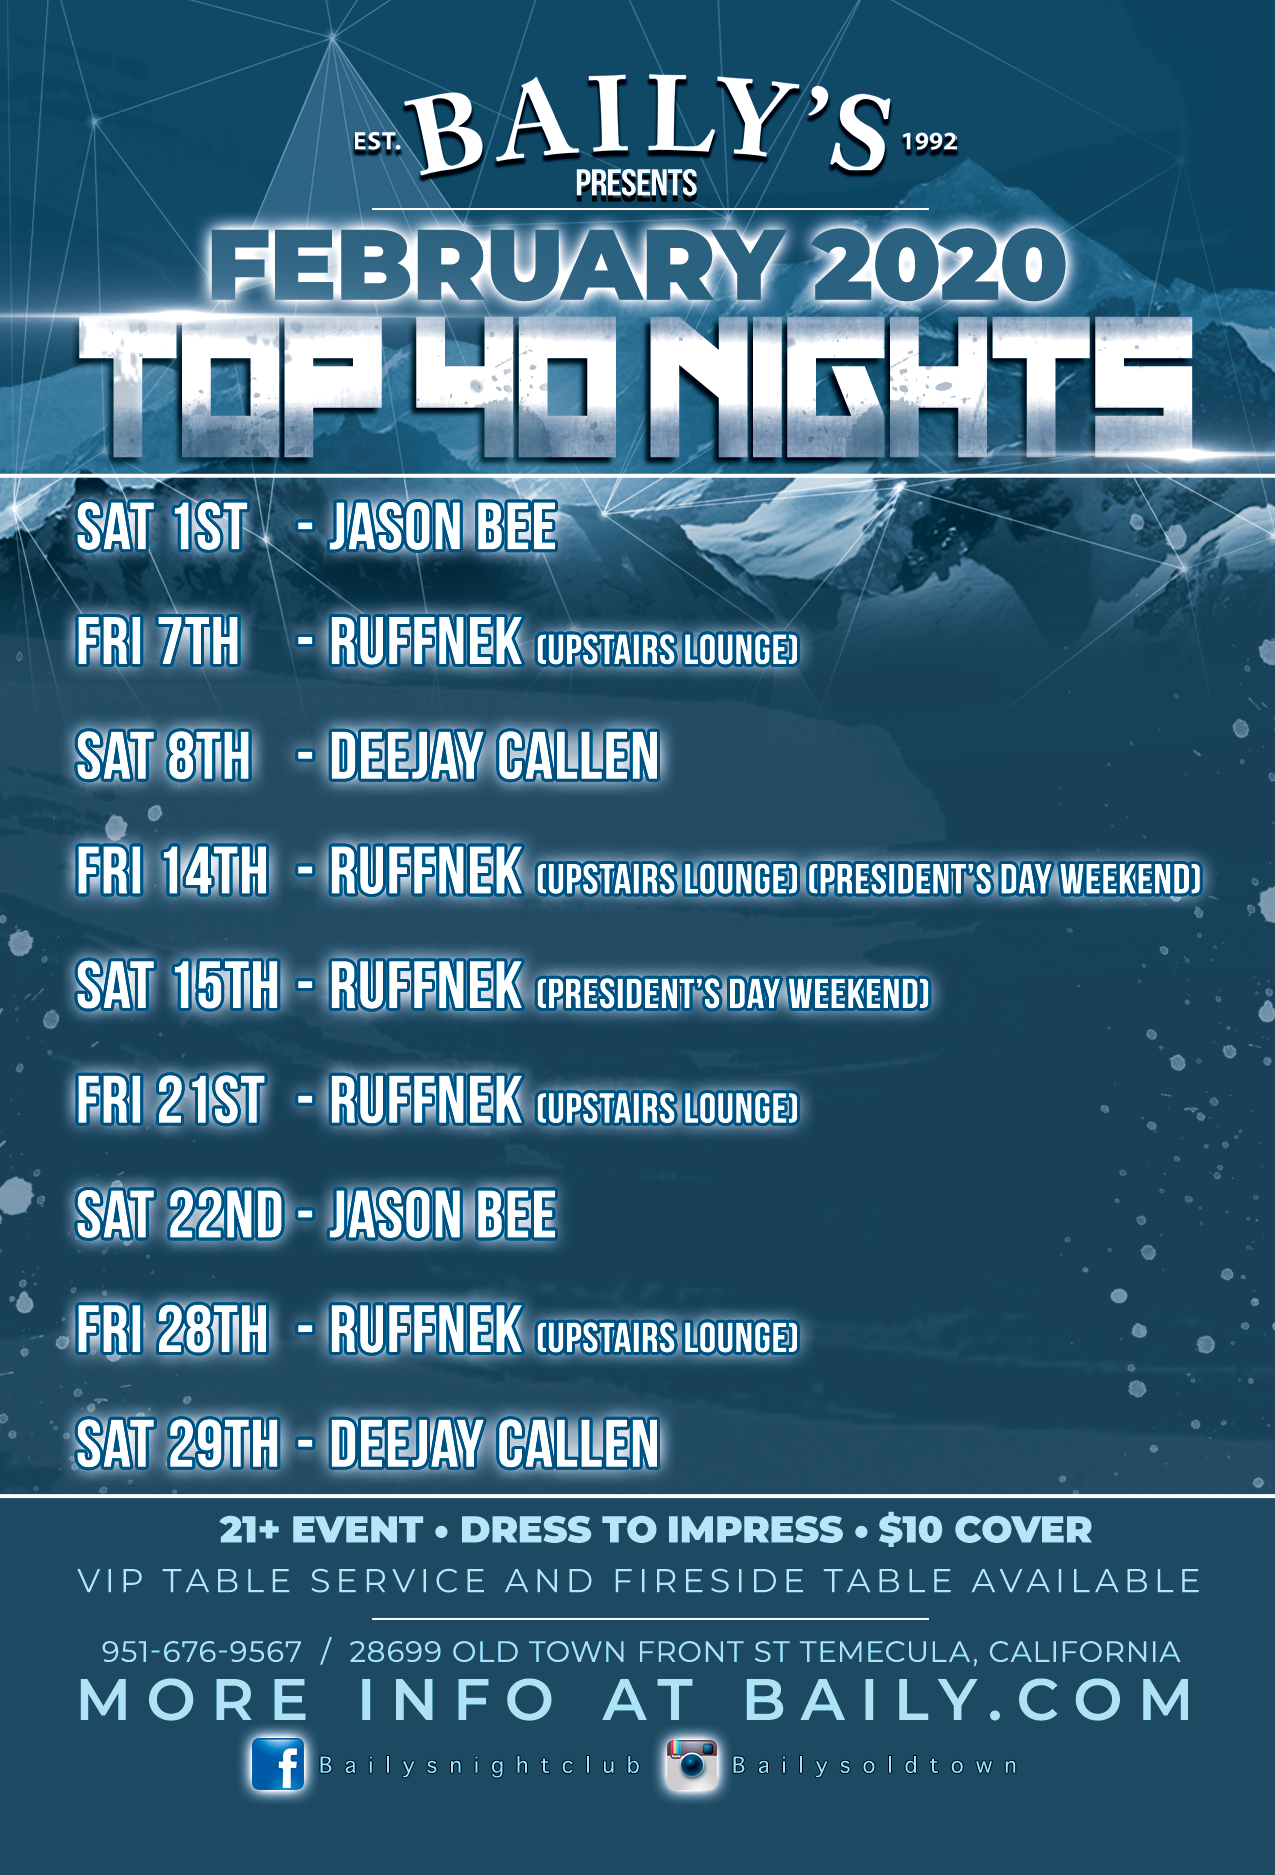 EST. BAILY'S 1992
PRESENTS
FEBRUARY 2020
TOP 40 NIGHTS
SAT 1ST - JASON BEE
FRI 7TH - RUFFNEK (UPSTAIRS LOUNGE)
SAT 8TH - DEEJAY CALLEN
FRI 14TH - RUFFNEK (UPSTAIRS LOUNGE) (PRESIDENT'S DAY WEEKEND)
SAT 15TH - RUFFNEK (PRESIDENT'S DAY WEEKEND)
FRI 21ST - RUFFNEK (UPSTAIRS LOUNGE)
SAT 22ND - JASON BEE
FRI 28TH - RUFFNEK (UPSTAIRS LOUNGE)
SAT 29TH - DEEJAY CALLEN
21+ EVENT • DRESS TO IMPRESS • $10 COVER
VIP TABLE SERVICE AND FIRESIDE TABLE AVAILABLE
951-676-9567 / 28699 OLD TOWN FRONT ST TEMECULA, CALIFORNIA
MORE INFO AT BAILY.COM
f Bailysnightclub Bailysoldtown